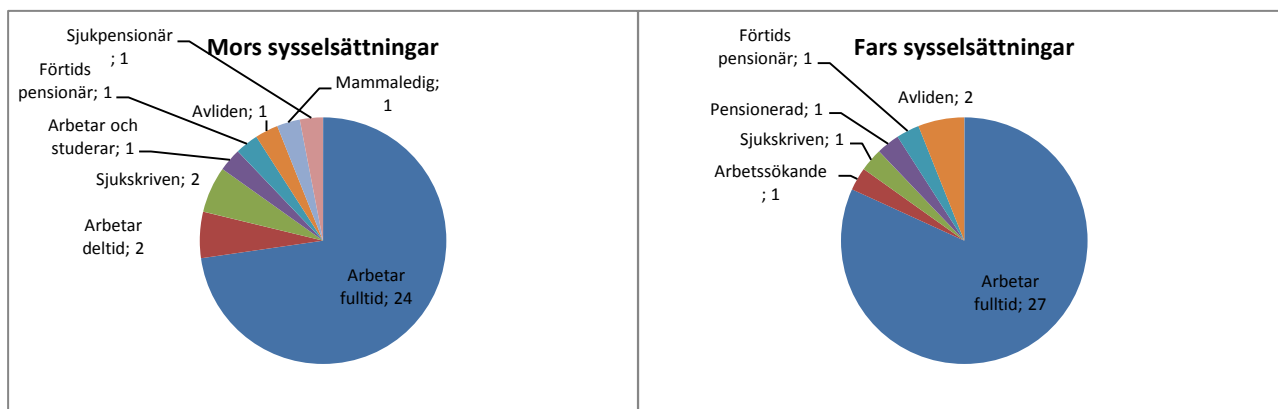 Mors sysselsättningar
Sjukpensionär
; 1
Förtids
pensionär; 1
Arbetar och
studerar; 1
Avliden; 1
Mammaledig;
1
Sjukskriven; 2
Arbetar
deltid; 2
Arbetar
fulltid; 24
Fars sysselsättningar
Förtids
pensionär; 1
Avliden; 2
Pensionerad; 1
Sjukskriven; 1
Arbetssökande
; 1
Arbetar
fulltid; 27